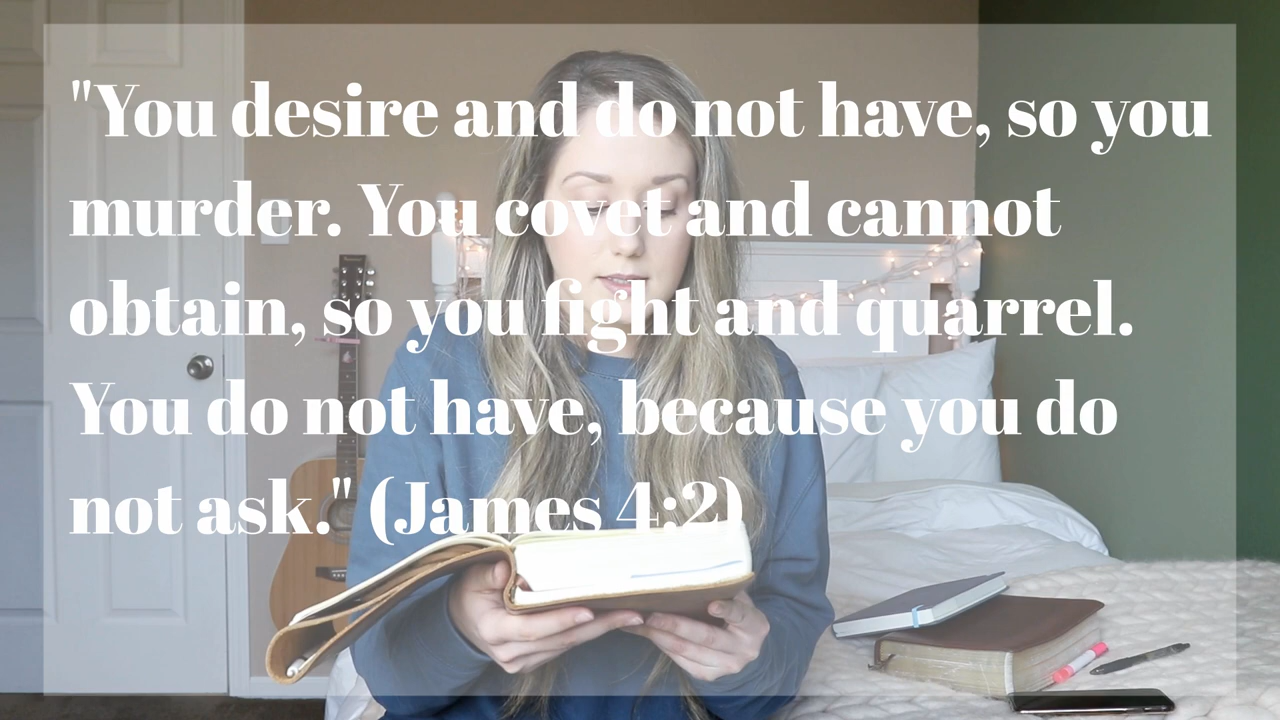 "You desire and do not have, so you
murder. You covet and cannot
obtain, so you fight and quarrel.
You do not have, because you do
not ask." (James 4:2)